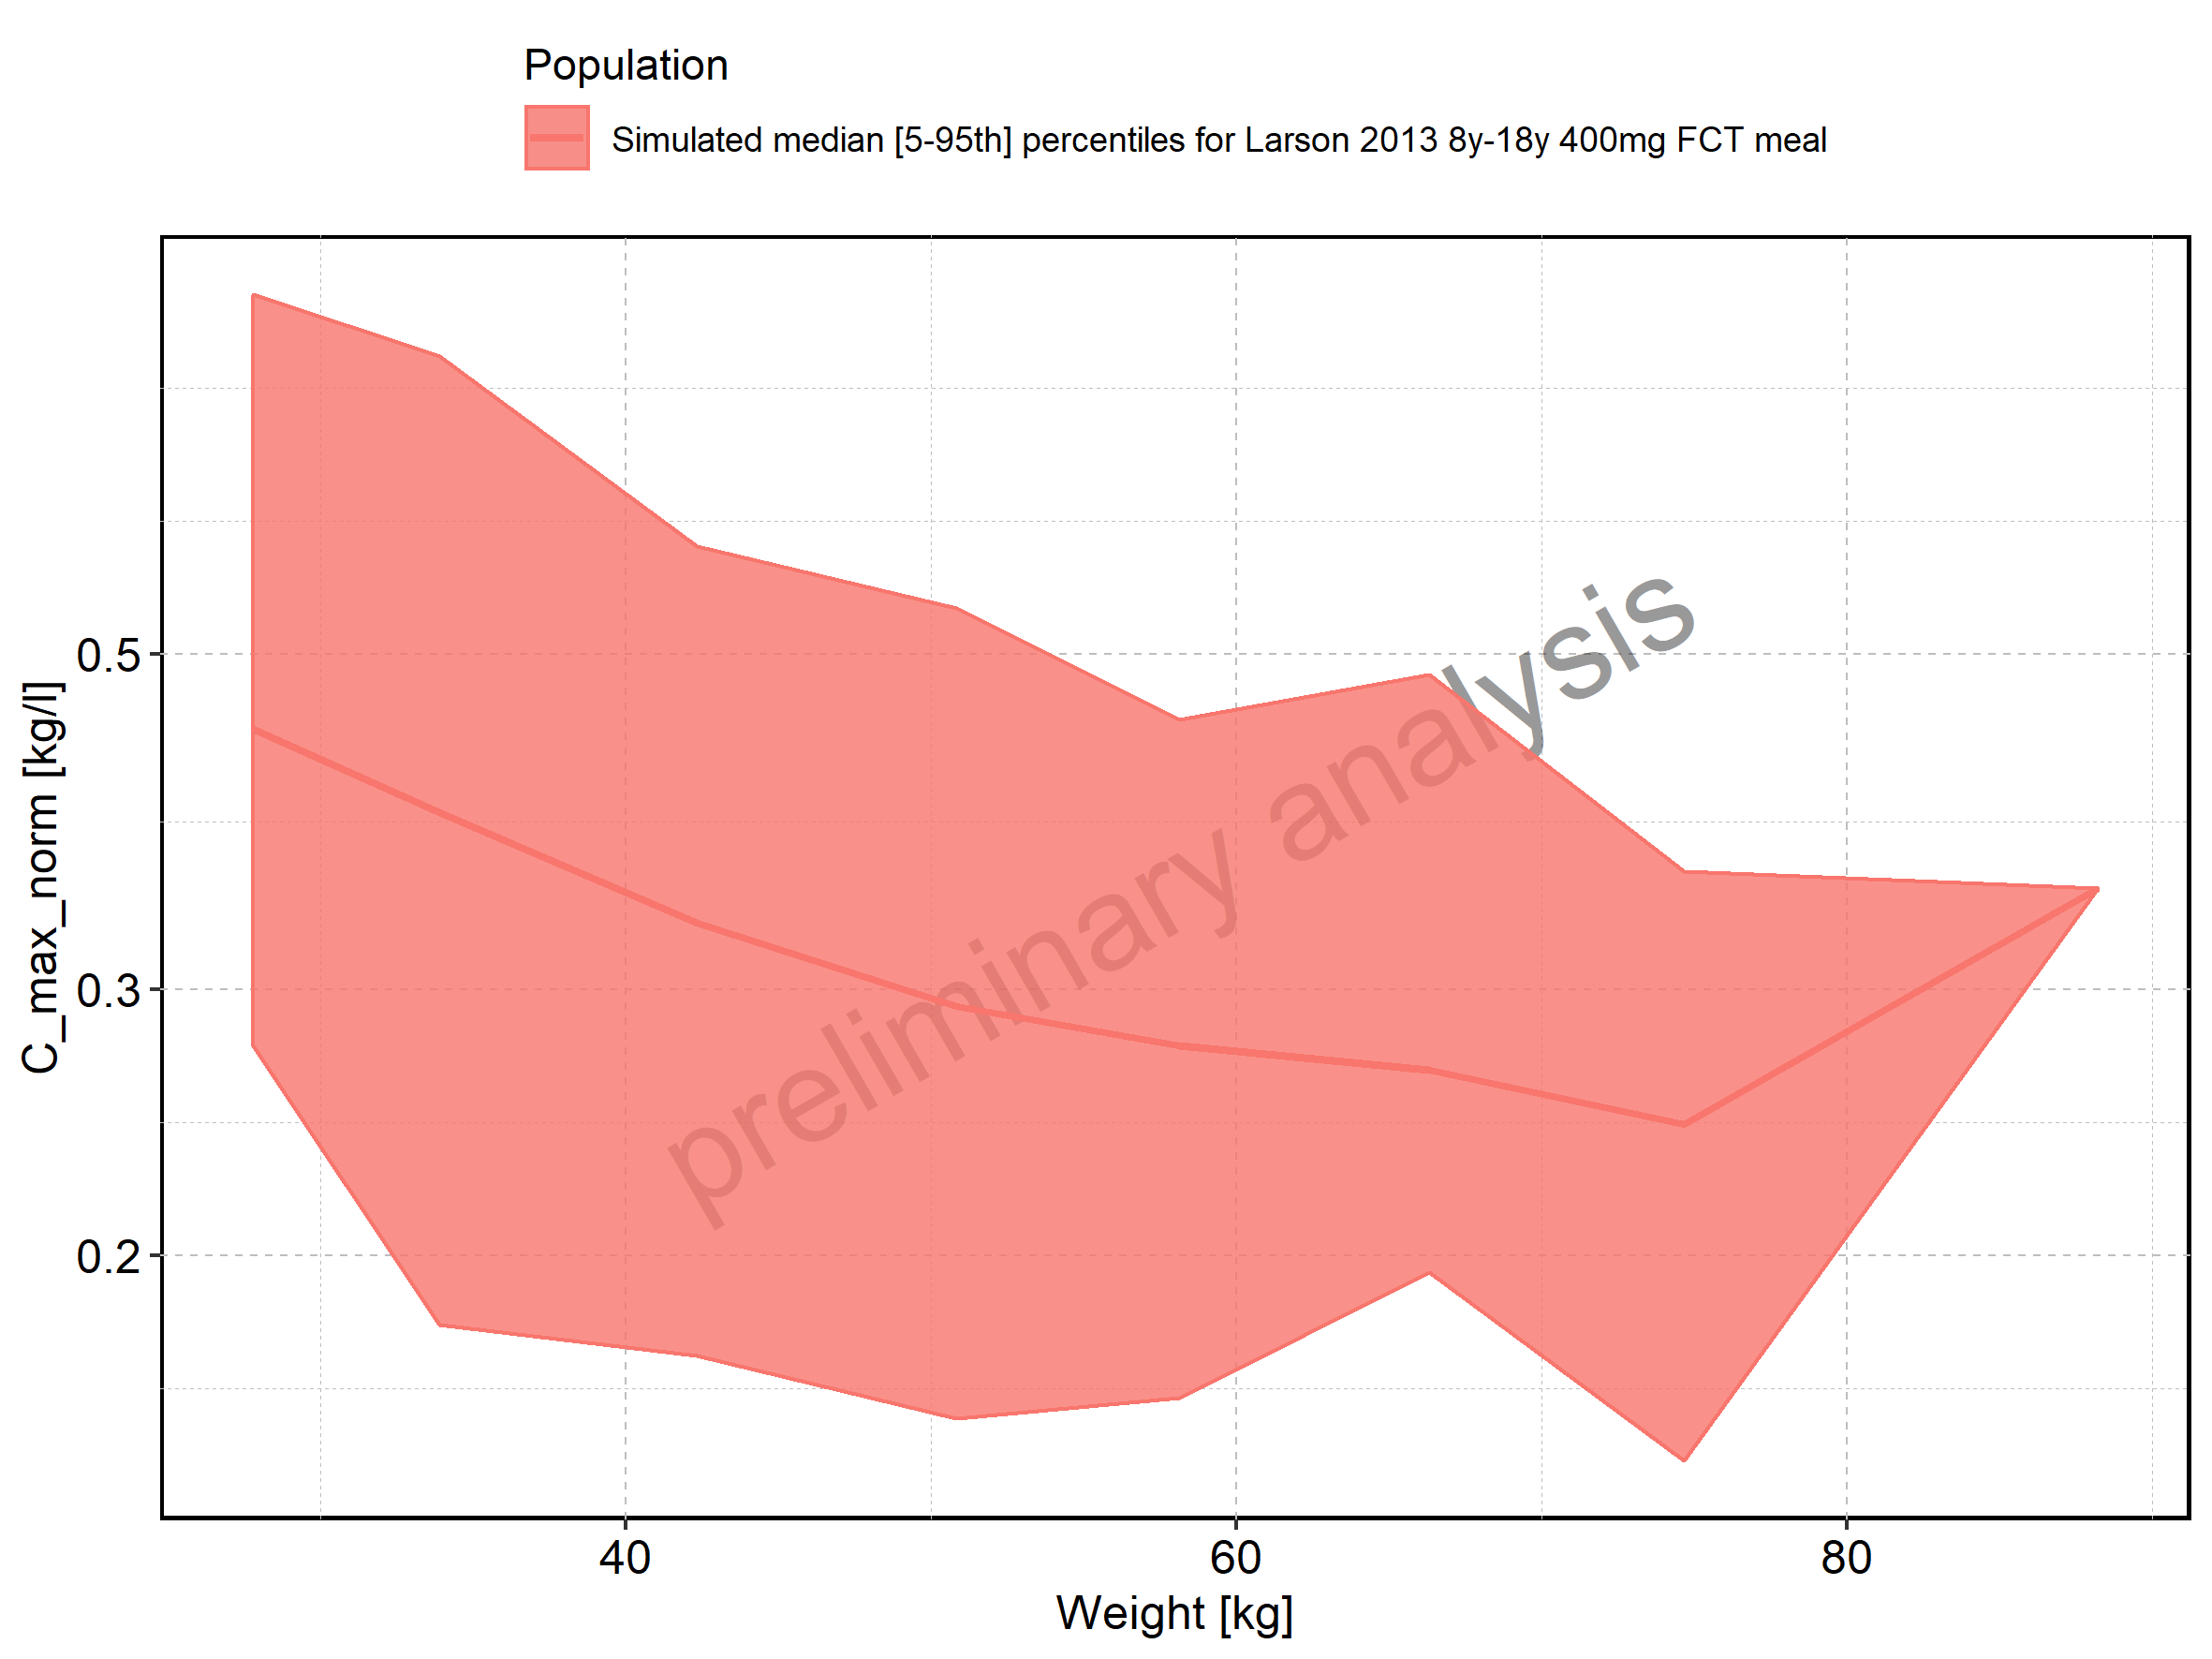 Population
Simulated median [5-95th] percentiles for Larson 2013 8y-18y 400mg FCT meal
C_max_norm [kg/l]
0.5
0.3
0.2
preliminary analysis
40 60 80
Weight [kg]